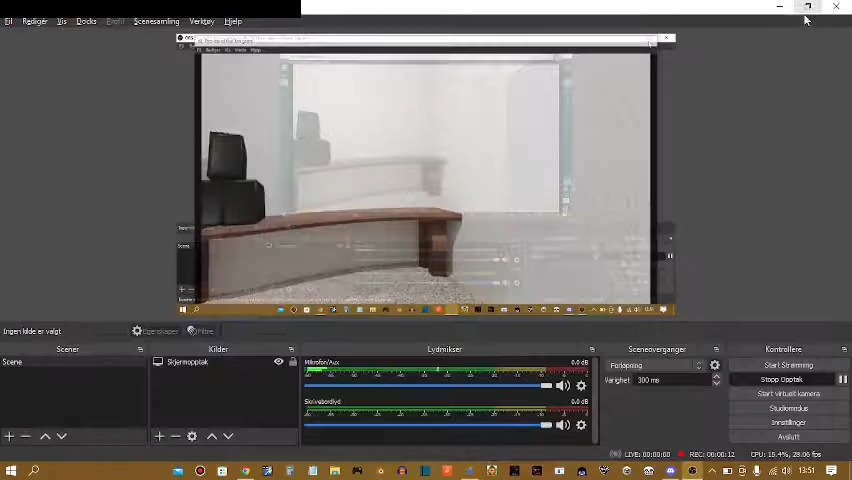 Fil Rediger Vis Docks Profil Scenesamling Verktøy Hjelp
Ingen kilde er valgt Egenskaper Filtre
Scener Kilder Lydmikser Sceneoverganger Kontrollere
Scene
Skjermopptak
Mikrofon/Aux 0.0 dB
Skrivebordlyd 0.0 dB
Forløpning
Varighet 300 ms
Start Strømming
Stopp Opptak
Start virtuelt kamera
Studiomodus
Innstillinger
Avslutt
LIVE: 00:00:00 REC: 00:00:12 CPU: 15.4%, 28.06 fps
13:51